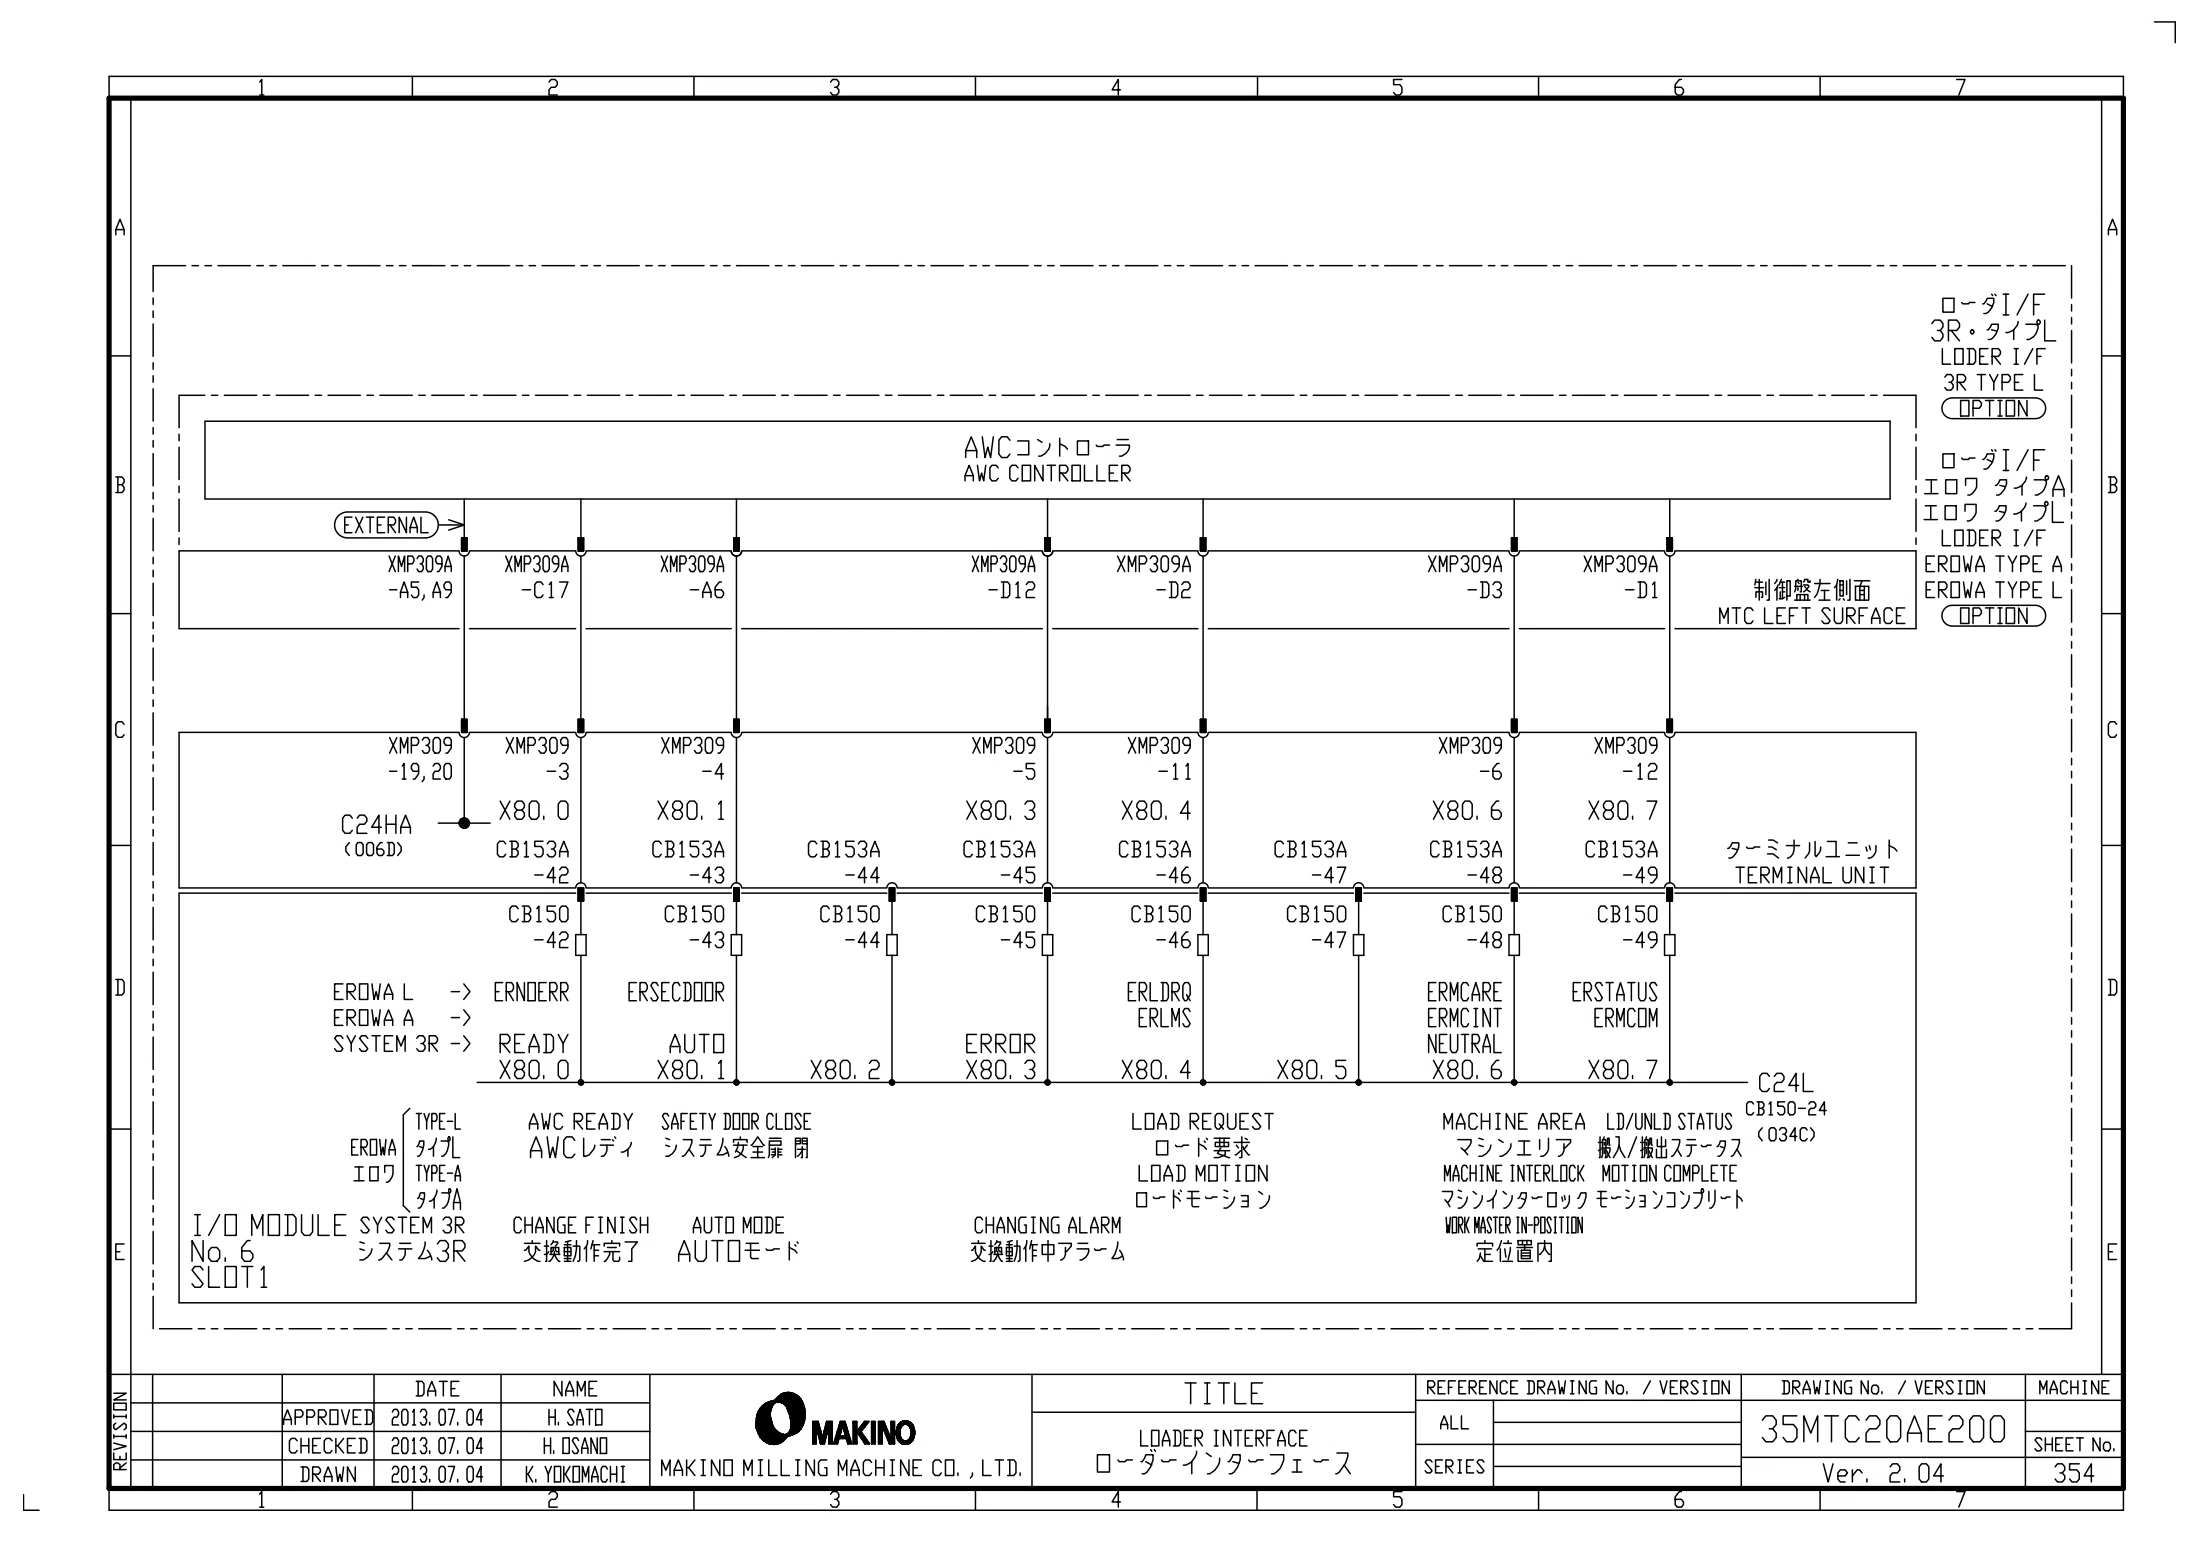 1 2 3 4 5 6 7
A A
ローダI/F
3R・タイプL
LODER I/F
3R TYPE L
OPTION
AWCコントローラ
AWC CONTROLLER
ローダI/F
エロワ タイプA
エロワ タイプL
LODER I/F
EROWA TYPE A
EROWA TYPE L
OPTION
B B
EXTERNAL
XMP309A XMP309A XMP309A XMP309A XMP309A XMP309A XMP309A
-A5, A9 -C17 -A6 -D12 -D2 -D3 -D1
制御盤左側面
MTC LEFT SURFACE
C C
XMP309 XMP309 XMP309 XMP309 XMP309 XMP309 XMP309
-19, 20 -3 -4 -5 -11 -6 -12
X80. 0 X80. 1 X80. 3 X80. 4 X80. 6 X80. 7
C24HA
(006D)
CB153A CB153A CB153A CB153A CB153A CB153A CB153A CB153A
-42 -43 -44 -45 -46 -47 -48 -49
ターミナルユニット
TERMINAL UNIT
CB150 CB150 CB150 CB150 CB150 CB150 CB150 CB150
-42 -43 -44 -45 -46 -47 -48 -49
D D
EROWA L -> ERNOERR ERSECDOOR ERLDRQ ERMCARE ERSTATUS
EROWA A -> ERLMS ERMCINT ERMCOM
SYSTEM 3R -> READY AUTO ERROR NEUTRAL
X80. 0 X80. 1 X80. 2 X80. 3 X80. 4 X80. 5 X80. 6 X80. 7
C24L
CB150-24
(034C)
TYPE-L AWC READY SAFETY DOOR CLOSE LOAD REQUEST MACHINE AREA LD/UNLD STATUS
EROWA タイプL AWCレディ システム安全扉 閉 ロード要求 マシンエリア 搬入/搬出ステータス
エロワ TYPE-A LOAD MOTION MACHINE INTERLOCK MOTION COMPLETE
タイプA ロードモーション マシンインターロック モーションコンプリート
I/O MODULE SYSTEM 3R CHANGE FINISH AUTO MODE CHANGING ALARM WORK MASTER IN-POSITION
No. 6 システム3R 交換動作完了 AUTOモード 交換動作中アラーム 定位置内
SLOT1
E E
REVISION
DATE NAME
APPROVED 2013. 07. 04 H. SATO
CHECKED 2013. 07. 04 H. OSANO
DRAWN 2013. 07. 04 K. YOKOMACHI
MAKINO
MAKINO MILLING MACHINE CO. , LTD.
TITLE
LOADER INTERFACE
ローダーインターフェース
REFERENCE DRAWING No. / VERSION
ALL
SERIES
DRAWING No. / VERSION
35MTC20AE200
Ver. 2. 04
MACHINE
SHEET No.
354
1 2 3 4 5 6 7